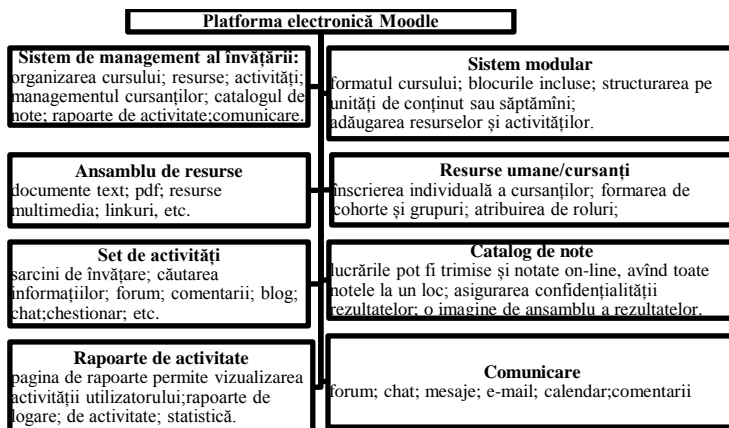 Platforma electronică Moodle
Sistem de management al învățării:
organizarea cursului; resurse; activități;
managementul cursanților; catalogul de
note; rapoarte de activitate;comunicare.
Sistem modular
formatul cursului; blocurile incluse; structurarea pe
unități de conținut sau săptămîni;
adăugarea resurselor și activităților.
Ansamblu de resurse
documente text; pdf; resurse
multimedia; linkuri, etc.
Resurse umane/cursanți
înscrierea individuală a cursanților; formarea de
cohorte și grupuri; atribuirea de roluri;
Set de activități
sarcini de învățare; căutarea
informațiilor; forum; comentarii; blog;
chat;chestionar; etc.
Catalog de note
lucrările pot fi trimise și notate on-line, avînd toate
notele la un loc; asigurarea confidențialității
rezultatelor; o imagine de ansamblu a rezultatelor.
Rapoarte de activitate
pagina de rapoarte permite vizualizarea
activității utilizatorului;rapoarte de
logare; de activitate; statistică.
Comunicare
forum; chat; mesaje; e-mail; calendar;comentarii